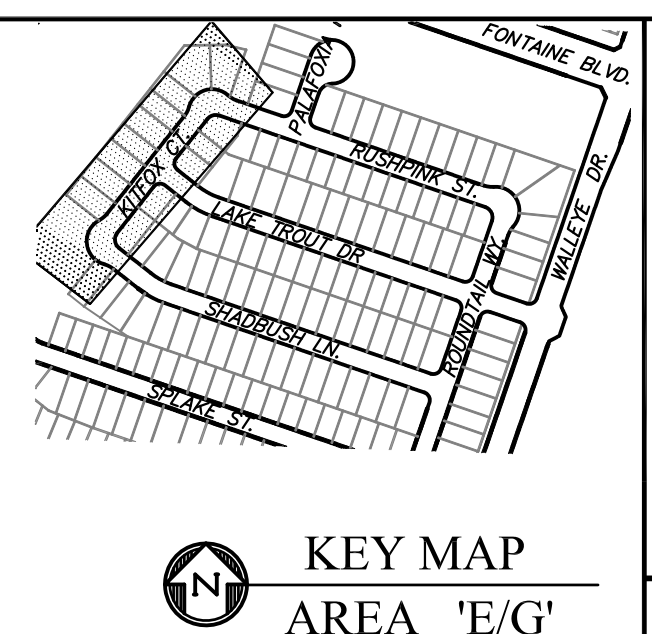 FONTAINE BLVD.
PALAFOXIA
RUSHPINK ST.
KITFOX CT.
WALLEYE DR.
LAKE TROUT DR
ROUNDTAIL WY.
SHADBUSH LN.
SPLAKE ST.
KEY MAP
N
AREA 'E/G'